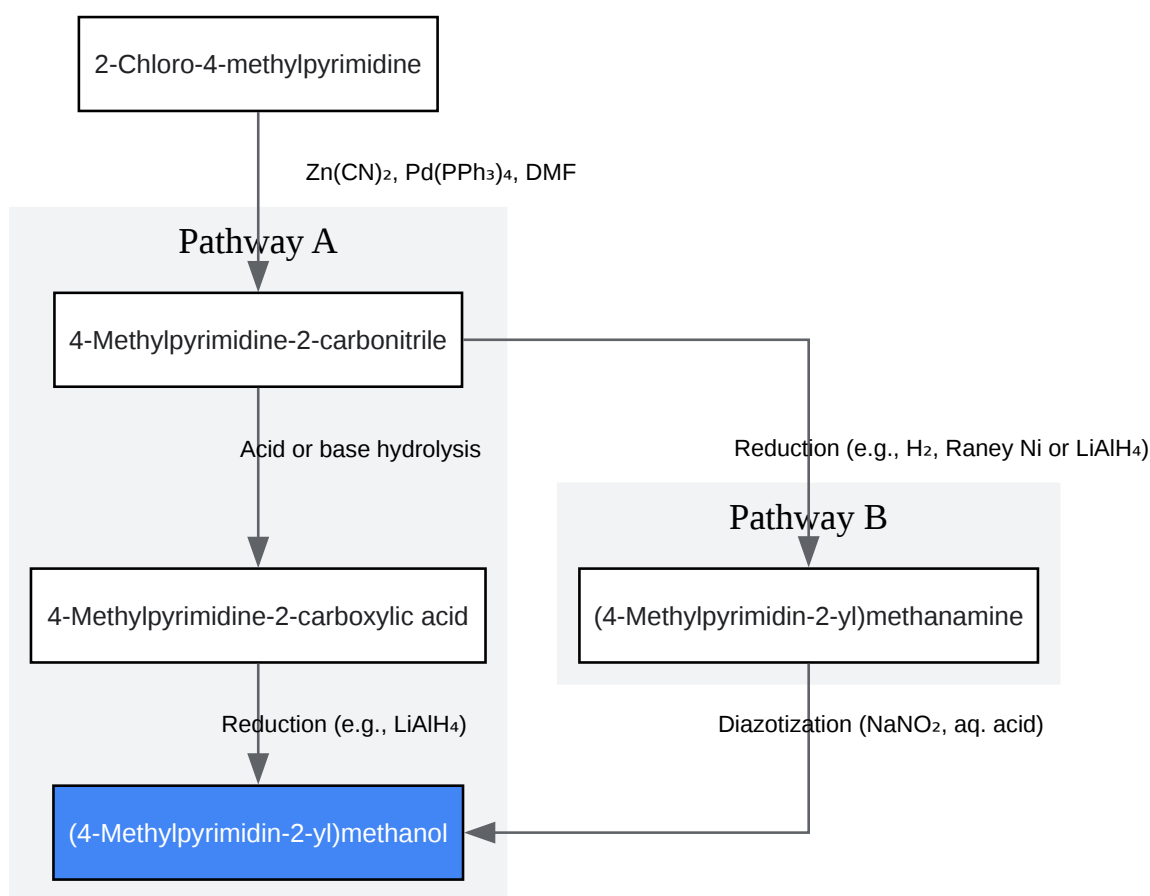 2-Chloro-4-methylpyrimidine
Zn(CN)₂, Pd(PPh₃)₄, DMF
Pathway A
4-Methylpyrimidine-2-carbonitrile
Acid or base hydrolysis
Reduction (e.g., H₂, Raney Ni or LiAlH₄)
Pathway B
4-Methylpyrimidine-2-carboxylic acid
(4-Methylpyrimidin-2-yl)methanamine
Reduction (e.g., LiAlH₄)
Diazotization (NaNO₂, aq. acid)
(4-Methylpyrimidin-2-yl)methanol